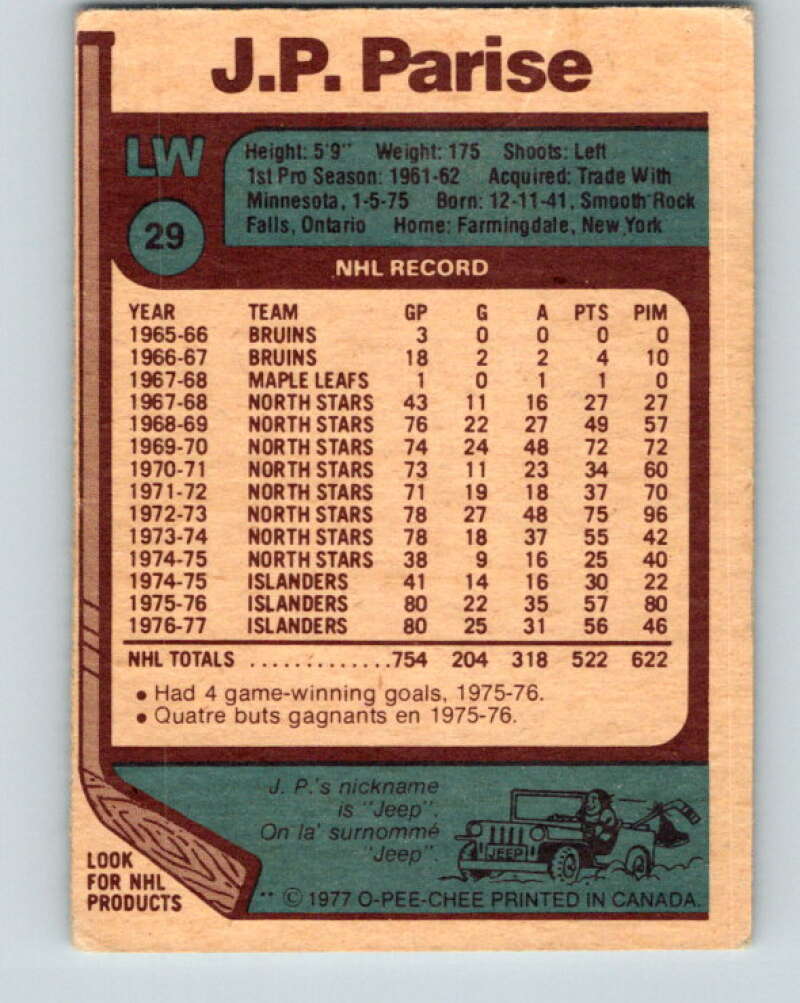 J.P. Parise
LW
29
Height: 5'9" Weight: 175 Shoots: Left
1st Pro Season: 1961-62 Acquired: Trade With
Minnesota, 1-5-75 Born: 12-11-41, Smooth Rock
Falls, Ontario Home: Farmingdale, New York
NHL RECORD
YEAR TEAM GP G A PTS PIM
1965-66 BRUINS 3 0 0 0 0
1966-67 BRUINS 18 2 2 4 10
1967-68 MAPLE LEAFS 1 0 1 1 0
1967-68 NORTH STARS 43 11 16 27 27
1968-69 NORTH STARS 76 22 27 49 57
1969-70 NORTH STARS 74 24 48 72 72
1970-71 NORTH STARS 73 11 23 34 60
1971-72 NORTH STARS 71 19 18 37 70
1972-73 NORTH STARS 78 27 48 75 96
1973-74 NORTH STARS 78 18 37 55 42
1974-75 NORTH STARS 38 9 16 25 40
1974-75 ISLANDERS 41 14 16 30 22
1975-76 ISLANDERS 80 22 35 57 80
1976-77 ISLANDERS 80 25 31 56 46
NHL TOTALS .............754 204 318 522 622
• Had 4 game-winning goals, 1975-76.
• Quatre buts gagnants en 1975-76.
J. P.'s nickname
is "Jeep".
On la' surnommé
"Jeep".
JEEP
LOOK
FOR NHL
PRODUCTS
** © 1977 O-PEE-CHEE PRINTED IN CANADA.